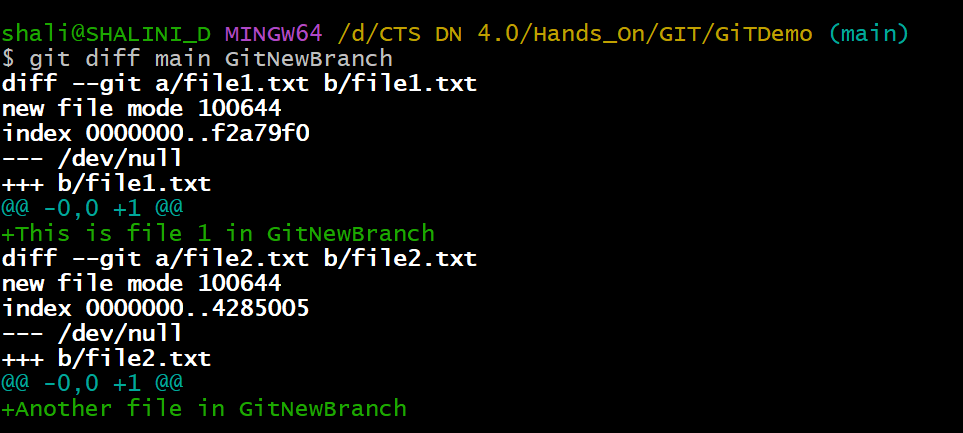 shali@SHALINI_D MINGW64 /d/CTS DN 4.0/Hands_On/GIT/GiTDemo (main)
$ git diff main GitNewBranch
diff --git a/file1.txt b/file1.txt
new file mode 100644
index 0000000..f2a79f0
--- /dev/null
+++ b/file1.txt
@@ -0,0 +1 @@
+This is file 1 in GitNewBranch
diff --git a/file2.txt b/file2.txt
new file mode 100644
index 0000000..4285005
--- /dev/null
+++ b/file2.txt
@@ -0,0 +1 @@
+Another file in GitNewBranch